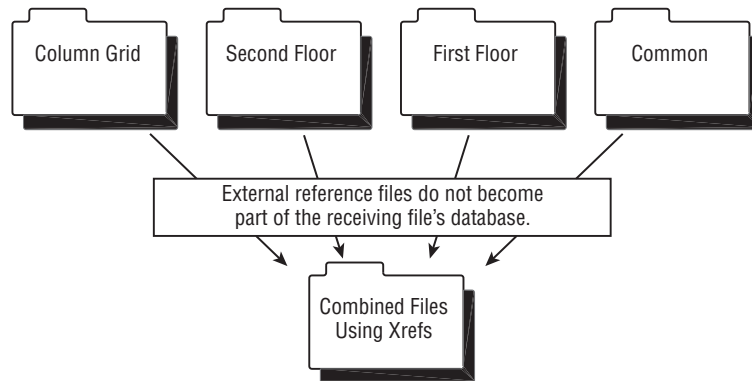 Column Grid
Second Floor
First Floor
Common
External reference files do not become
part of the receiving file's database.
Combined Files
Using Xrefs